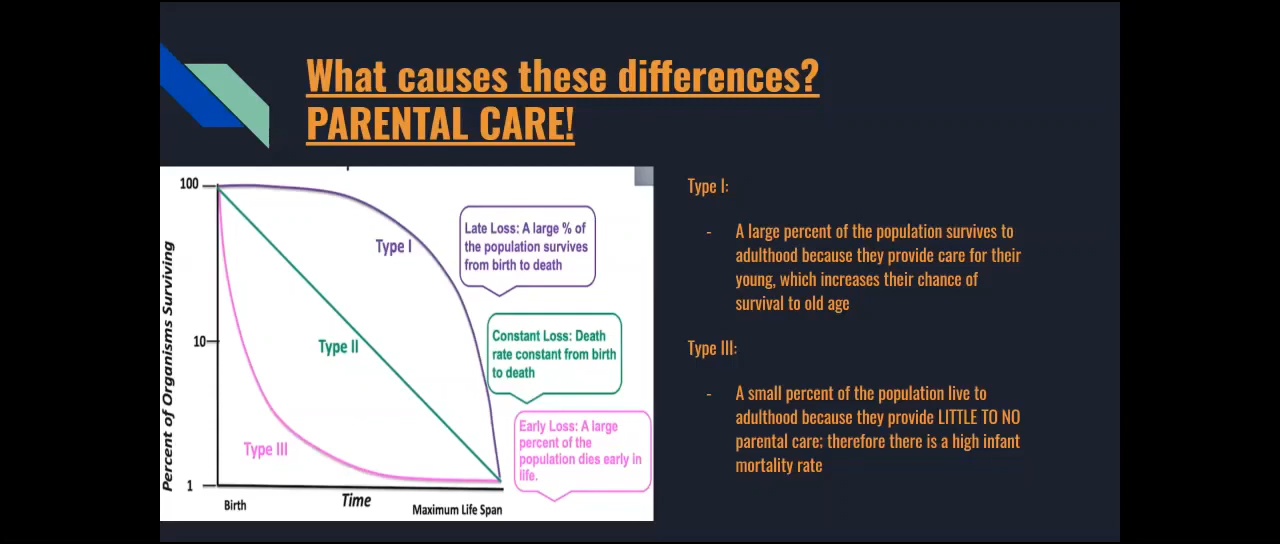 What causes these differences?
PARENTAL CARE!
Percent of Organisms Surviving
100
10
1
Type I
Type II
Type III
Late Loss: A large % of
the population survives
from birth to death
Constant Loss: Death
rate constant from birth
to death
Early Loss: A large
percent of the
population dies early in
life.
Birth
Time
Maximum Life Span
Type I:
- A large percent of the population survives to
adulthood because they provide care for their
young, which increases their chance of
survival to old age
Type III:
- A small percent of the population live to
adulthood because they provide LITTLE TO NO
parental care; therefore there is a high infant
mortality rate